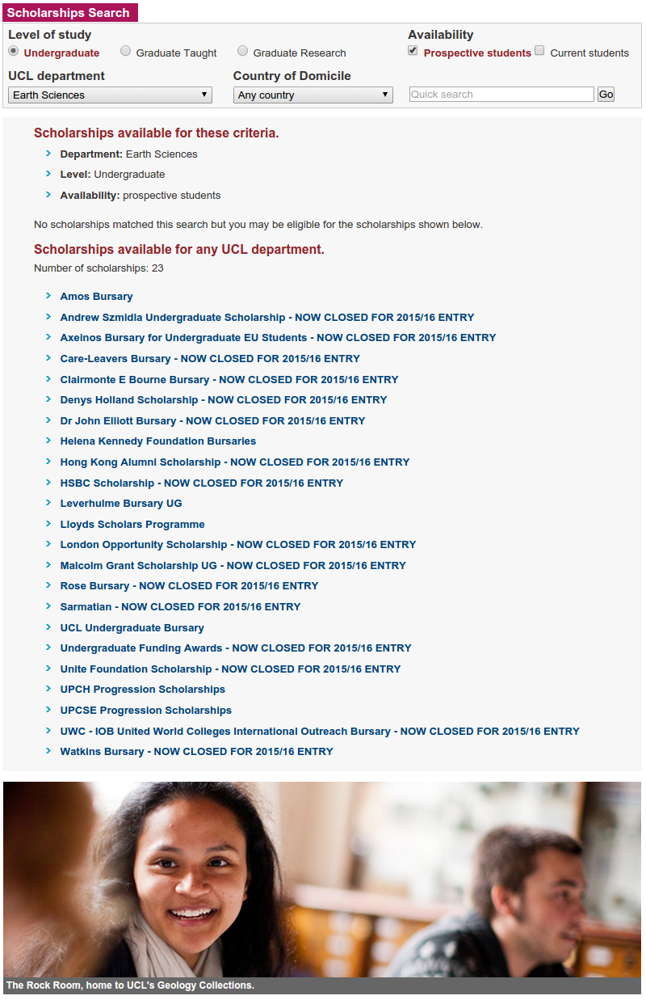 Scholarships Search
Level of study
Availability
Undergraduate Graduate Taught Graduate Research Prospective students Current students
UCL department Country of Domicile
Earth Sciences Any country Quick search Go
Scholarships available for these criteria.
Department: Earth Sciences
Level: Undergraduate
Availability: prospective students
No scholarships matched this search but you may be eligible for the scholarships shown below.
Scholarships available for any UCL department.
Number of scholarships: 23
Amos Bursary
Andrew Szmidla Undergraduate Scholarship - NOW CLOSED FOR 2015/16 ENTRY
Axeinos Bursary for Undergraduate EU Students - NOW CLOSED FOR 2015/16 ENTRY
Care-Leavers Bursary - NOW CLOSED FOR 2015/16 ENTRY
Clairmonte E Bourne Bursary - NOW CLOSED FOR 2015/16 ENTRY
Denys Holland Scholarship - NOW CLOSED FOR 2015/16 ENTRY
Dr John Elliott Bursary - NOW CLOSED FOR 2015/16 ENTRY
Helena Kennedy Foundation Bursaries
Hong Kong Alumni Scholarship - NOW CLOSED FOR 2015/16 ENTRY
HSBC Scholarship - NOW CLOSED FOR 2015/16 ENTRY
Leverhulme Bursary UG
Lloyds Scholars Programme
London Opportunity Scholarship - NOW CLOSED FOR 2015/16 ENTRY
Malcolm Grant Scholarship UG - NOW CLOSED FOR 2015/16 ENTRY
Rose Bursary - NOW CLOSED FOR 2015/16 ENTRY
Sarmatian - NOW CLOSED FOR 2015/16 ENTRY
UCL Undergraduate Bursary
Undergraduate Funding Awards - NOW CLOSED FOR 2015/16 ENTRY
Unite Foundation Scholarship - NOW CLOSED FOR 2015/16 ENTRY
UPCH Progression Scholarships
UPCSE Progression Scholarships
UWC - IOB United World Colleges International Outreach Bursary - NOW CLOSED FOR 2015/16 ENTRY
Watkins Bursary - NOW CLOSED FOR 2015/16 ENTRY
The Rock Room, home to UCL's Geology Collections.